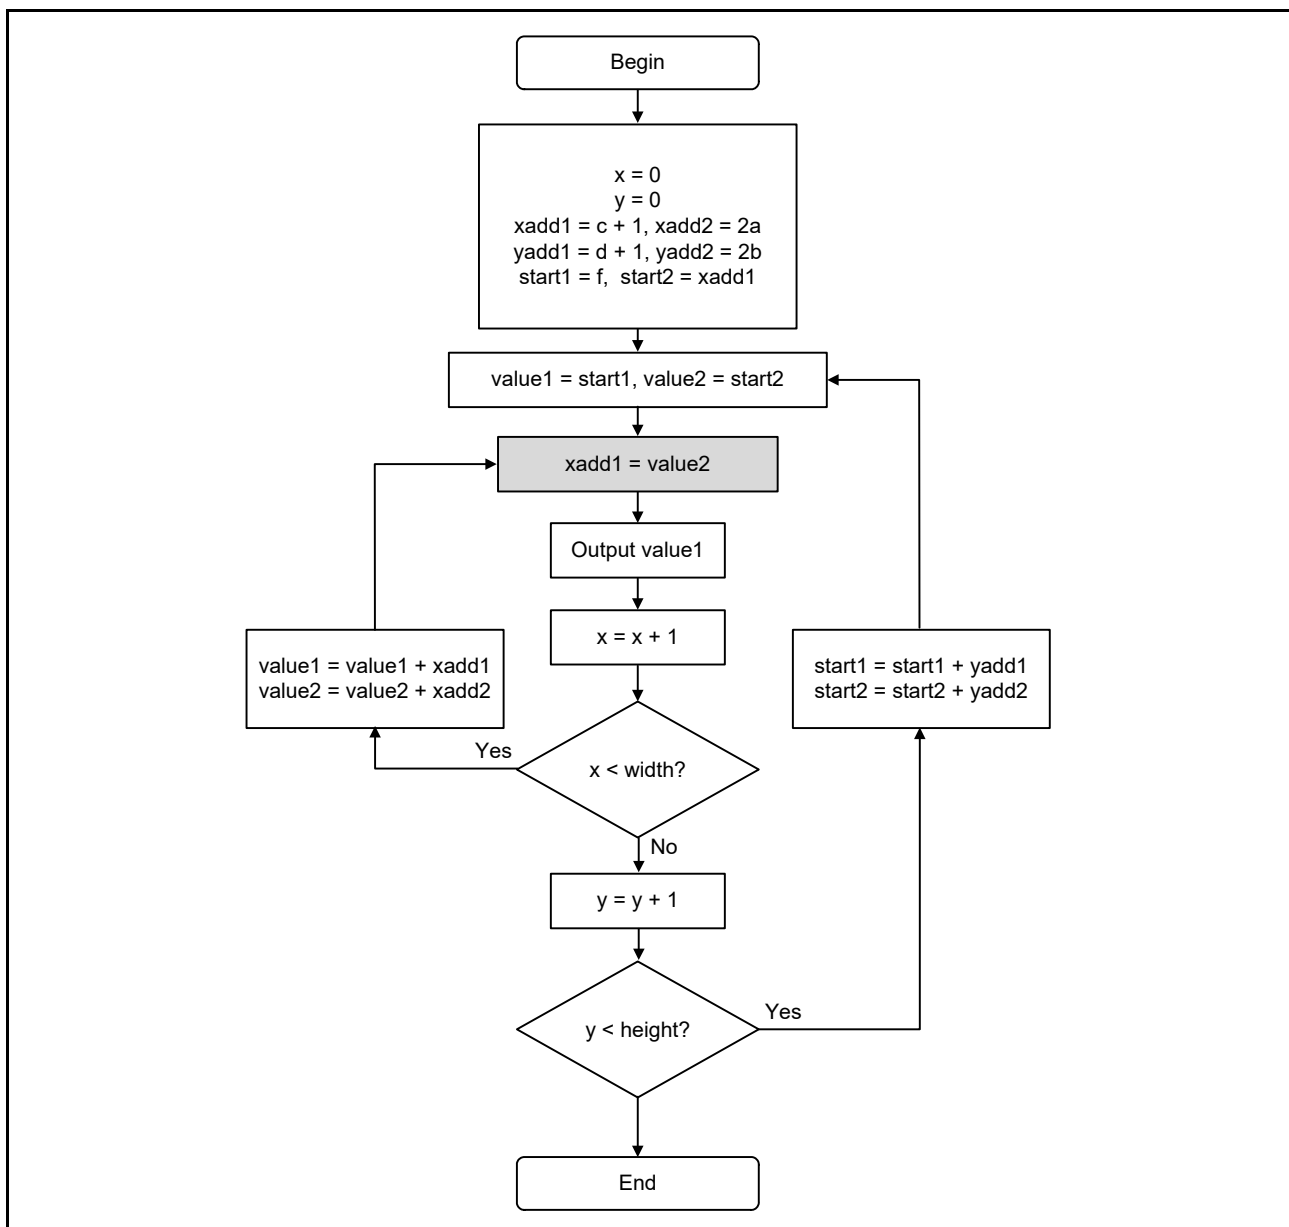 Begin
x = 0
y = 0
xadd1 = c + 1, xadd2 = 2a
yadd1 = d + 1, yadd2 = 2b
start1 = f,  start2 = xadd1
value1 = start1, value2 = start2
xadd1 = value2
Output value1
x = x + 1
value1 = value1 + xadd1
value2 = value2 + xadd2
start1 = start1 + yadd1
start2 = start2 + yadd2
Yes
x < width?
No
y = y + 1
Yes
y < height?
End